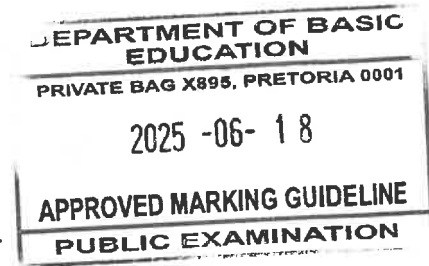 DEPARTMENT OF BASIC
EDUCATION
PRIVATE BAG X895, PRETORIA 0001
2025 -06- 18
APPROVED MARKING GUIDELINE
PUBLIC EXAMINATION